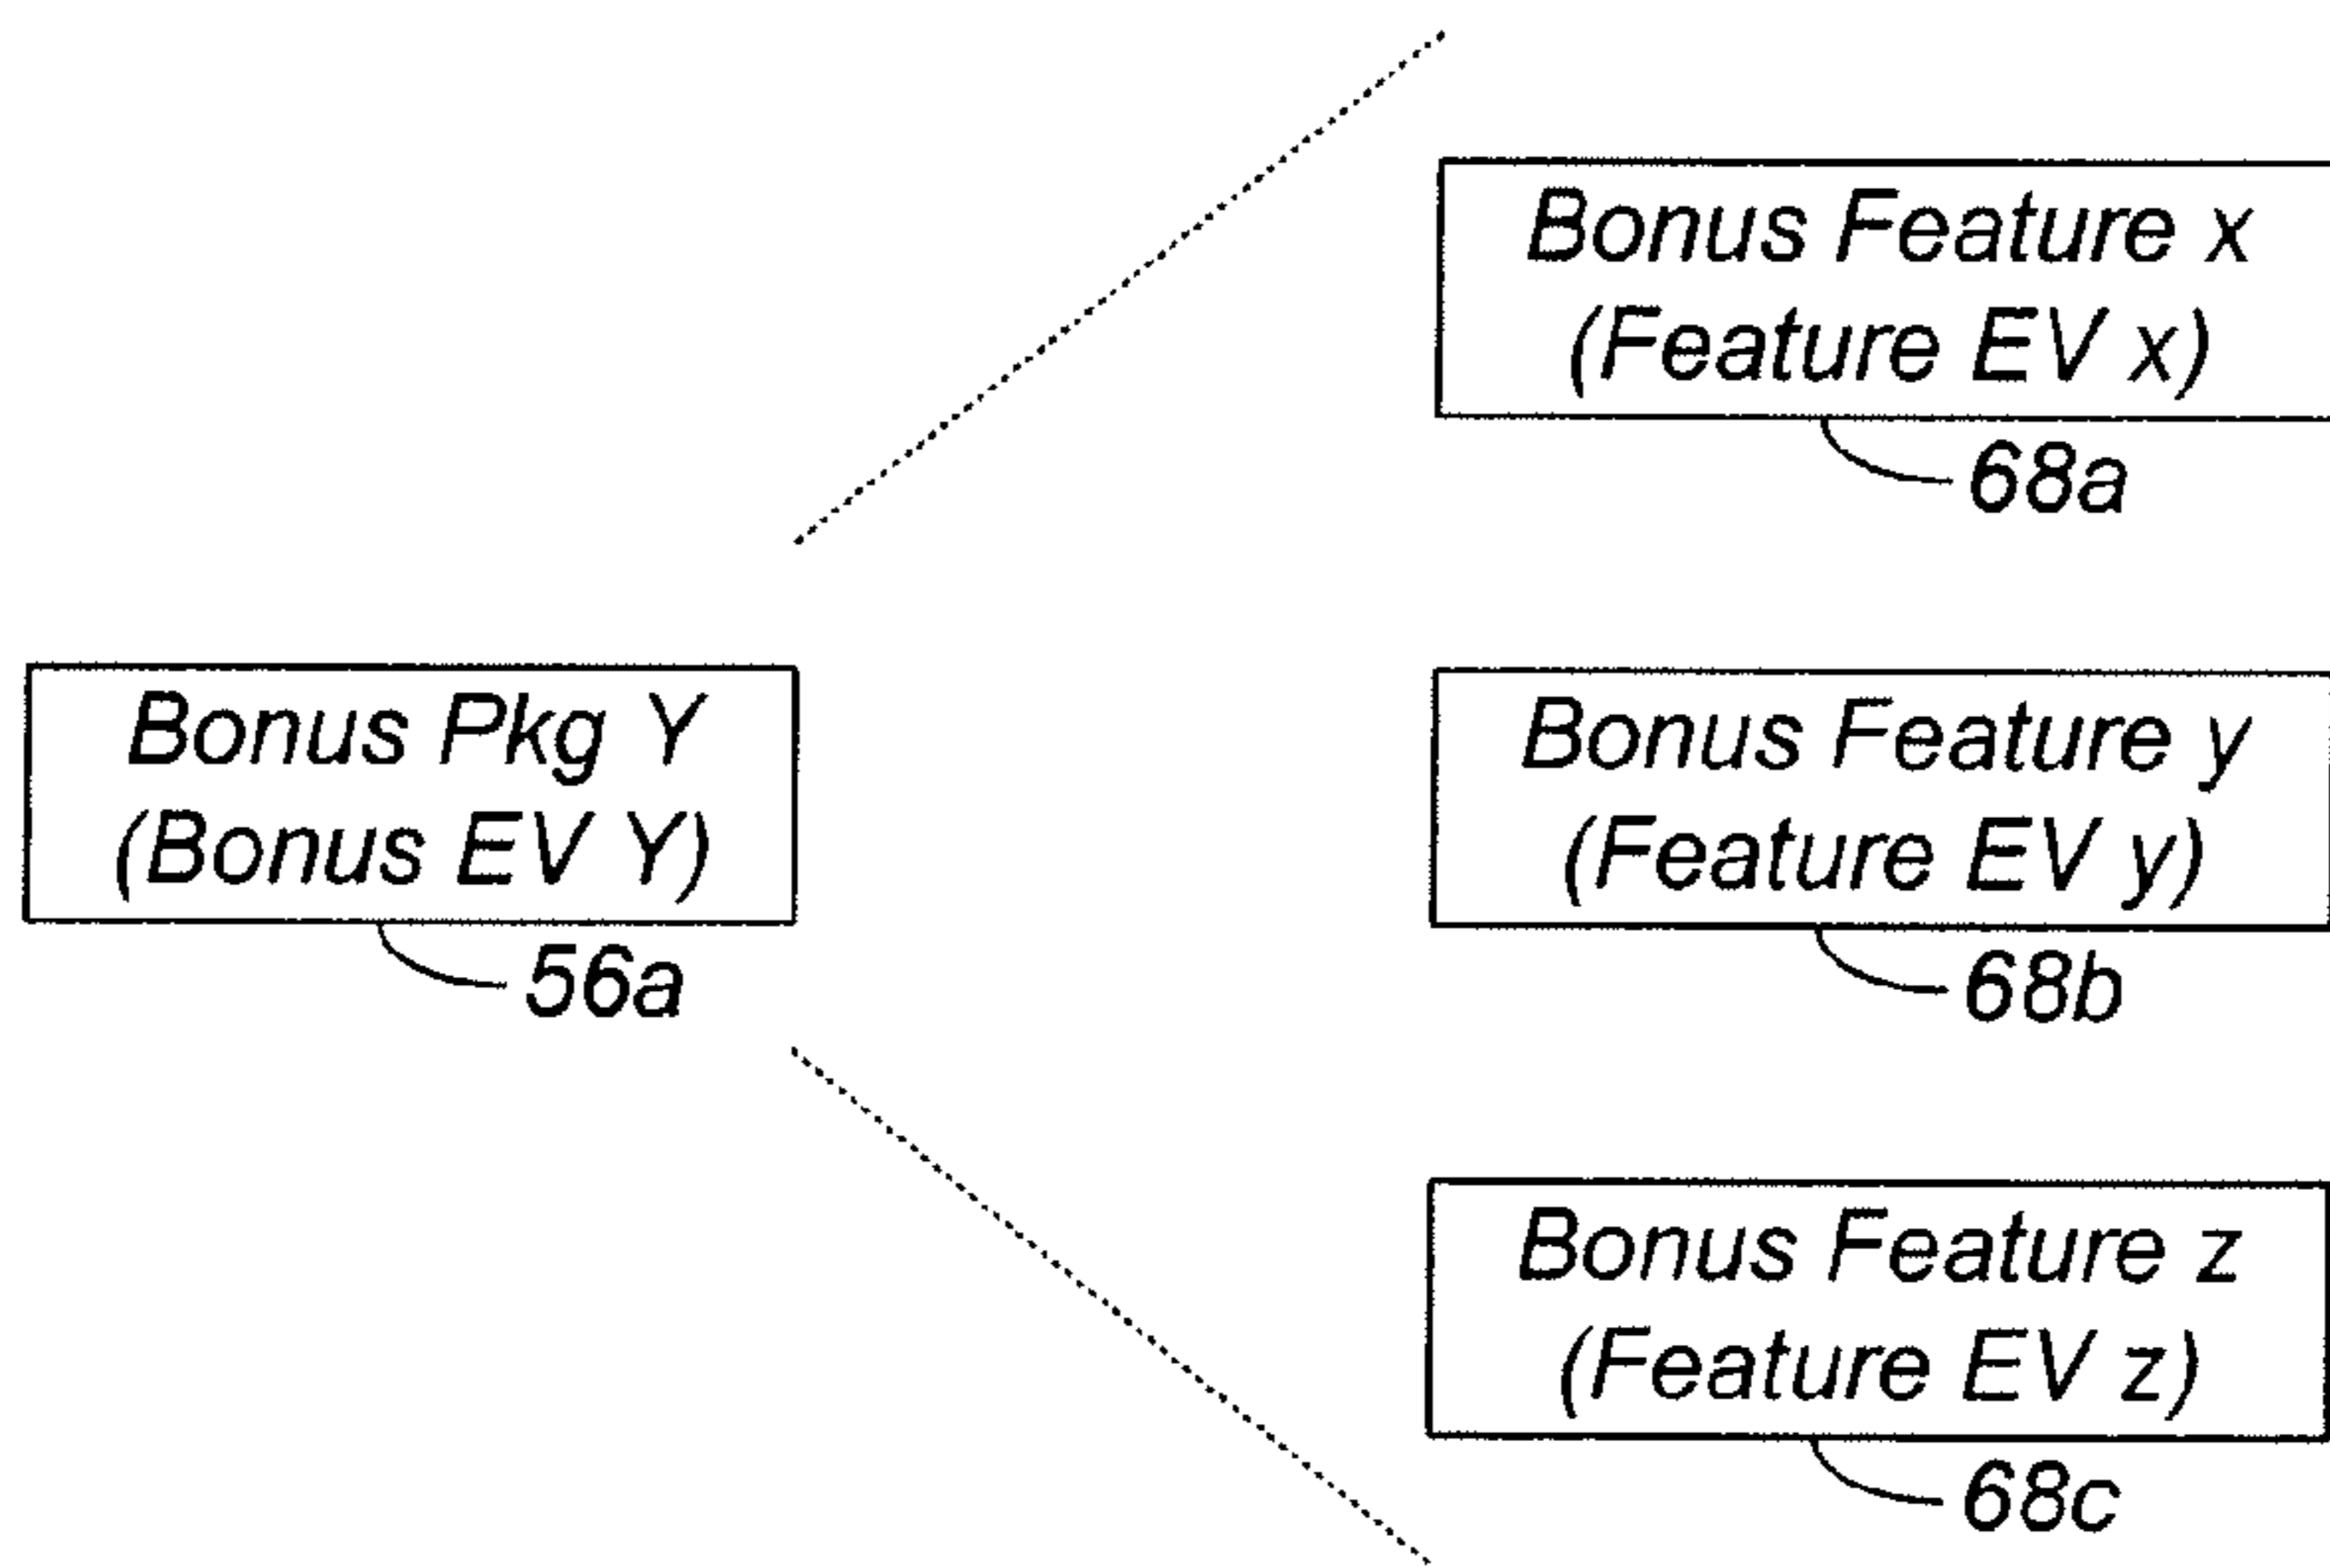 Bonus Feature x
(Feature EV x)
68a
Bonus Pkg Y
(Bonus EV Y)
56a
Bonus Feature y
(Feature EV y)
68b
Bonus Feature z
(Feature EV z)
68c